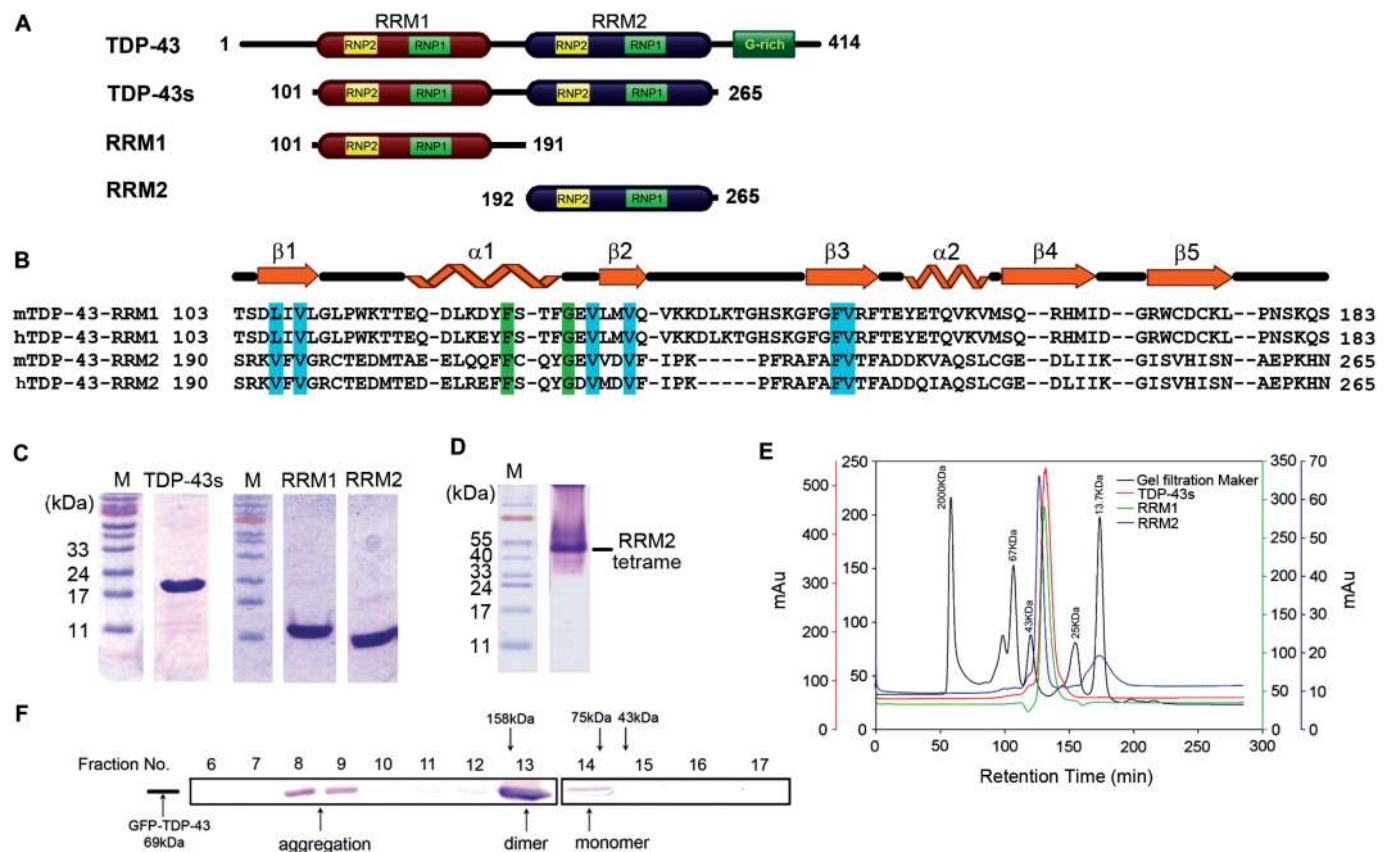 A
RRM1 RRM2
TDP-43 1 RNP2 RNP1 RNP2 RNP1 G-rich 414
TDP-43s 101 RNP2 RNP1 RNP2 RNP1 265
RRM1 101 RNP2 RNP1 191
RRM2 192 RNP2 RNP1 265
B
β1 α1 β2 β3 α2 β4 β5
mTDP-43-RRM1 103 TSDLIVLGLPWKTTEQ-DLKDYFS-TFGEVLMVQ-VKKDLKTGHSKGFGFVRFTEYETQVKVMSQ--RHMID--GRWCDCKL--PNSKQS 183
hTDP-43-RRM1 103 TSDLIVLGLPWKTTEQ-DLKEYFS-TFGEVLMVQ-VKKDLKTGHSKGFGFVRFTEYETQVKVMSQ--RHMID--GRWCDCKL--PNSKQS 183
mTDP-43-RRM2 190 SRKVFVGRCTEDMTAE-ELQQFFC-QYGEVVDVF-IPK-----PFRAFAFVTFADDKVAQSLCGE--DLIIK--GISVHISN--AEPKHN 265
hTDP-43-RRM2 190 SRKVFVGRCTEDMTED-ELREFFS-QYGDVMDVF-IPK-----PFRAFAFVTFADDQIAQSLCGE--DLIIK--GISVHISN--AEPKHN 265
C
M TDP-43s M RRM1 RRM2
(kDa)
33
24
17
11
D
M
(kDa)
55
40
33
24
17
11
RRM2
tetrame
E
500
400
300
200
100
0
mAu
250
200
150
100
50
0
2000KDa
67KDa
43KDa
25KDa
13.7KDa
Gel filtration Maker
TDP-43s
RRM1
RRM2
350
300
250
200
150
100
50
0
70
60
50
40
30
20
10
0
mAu
0 50 100 150 200 250 300
Retention Time (min)
F
158kDa 75kDa 43kDa
Fraction No. 6 7 8 9 10 11 12 13 14 15 16 17
GFP-TDP-43
69kDa
aggregation dimer monomer